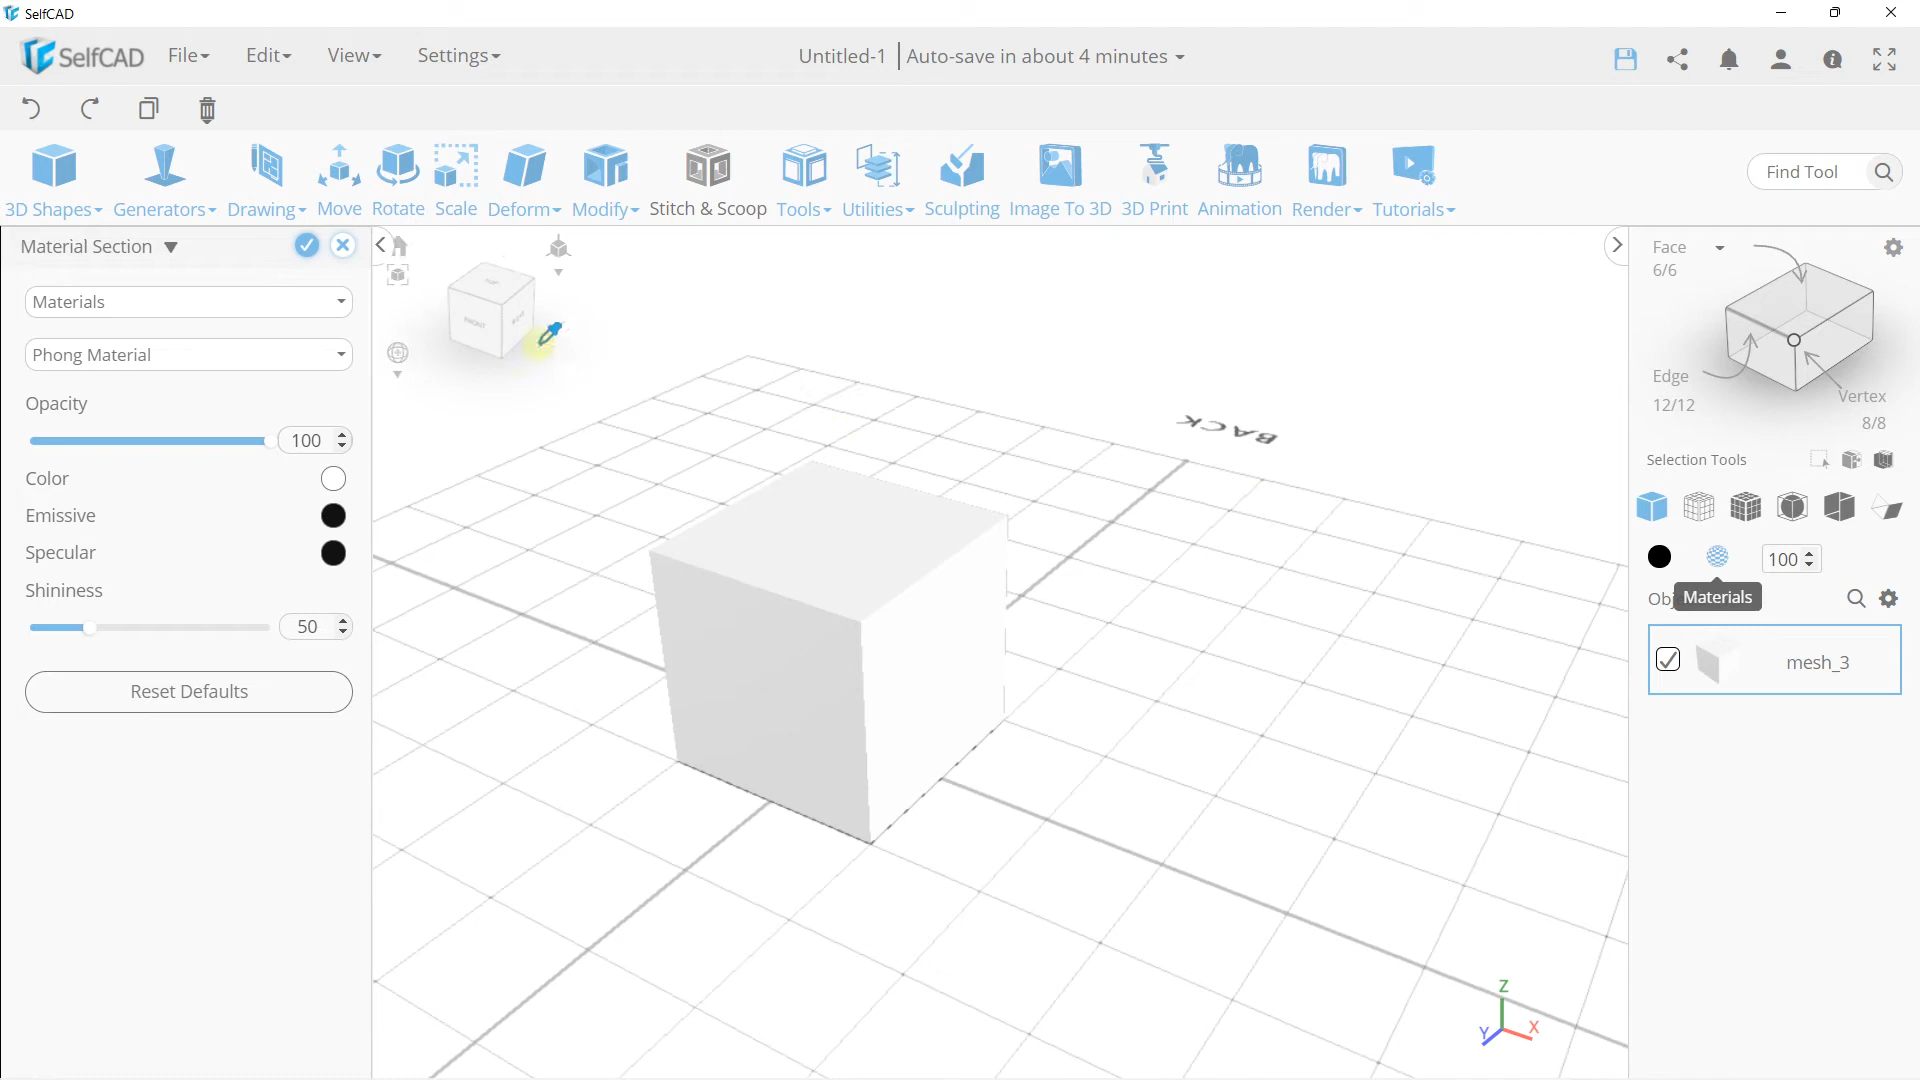 SelfCAD
SelfCAD File Edit View Settings Untitled-1 Auto-save in about 4 minutes
3D Shapes Generators Drawing Move Rotate Scale Deform Modify Stitch & Scoop Tools Utilities Sculpting Image To 3D 3D Print Animation Render Tutorials Find Tool
Material Section
Materials
Phong Material
Opacity
100
Color
Emissive
Specular
Shininess
50
Reset Defaults
FRONT
BACK
Z
Y X
Face
6/6
Edge
12/12
Vertex
8/8
Selection Tools
100
Materials
mesh_3